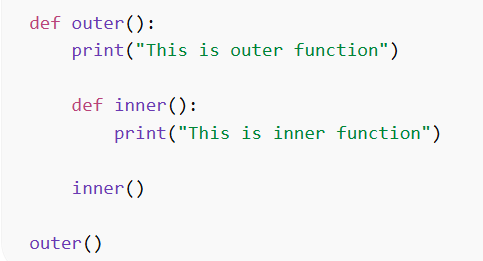 def outer():
    print("This is outer function")
    def inner():
        print("This is inner function")
    inner()
outer()